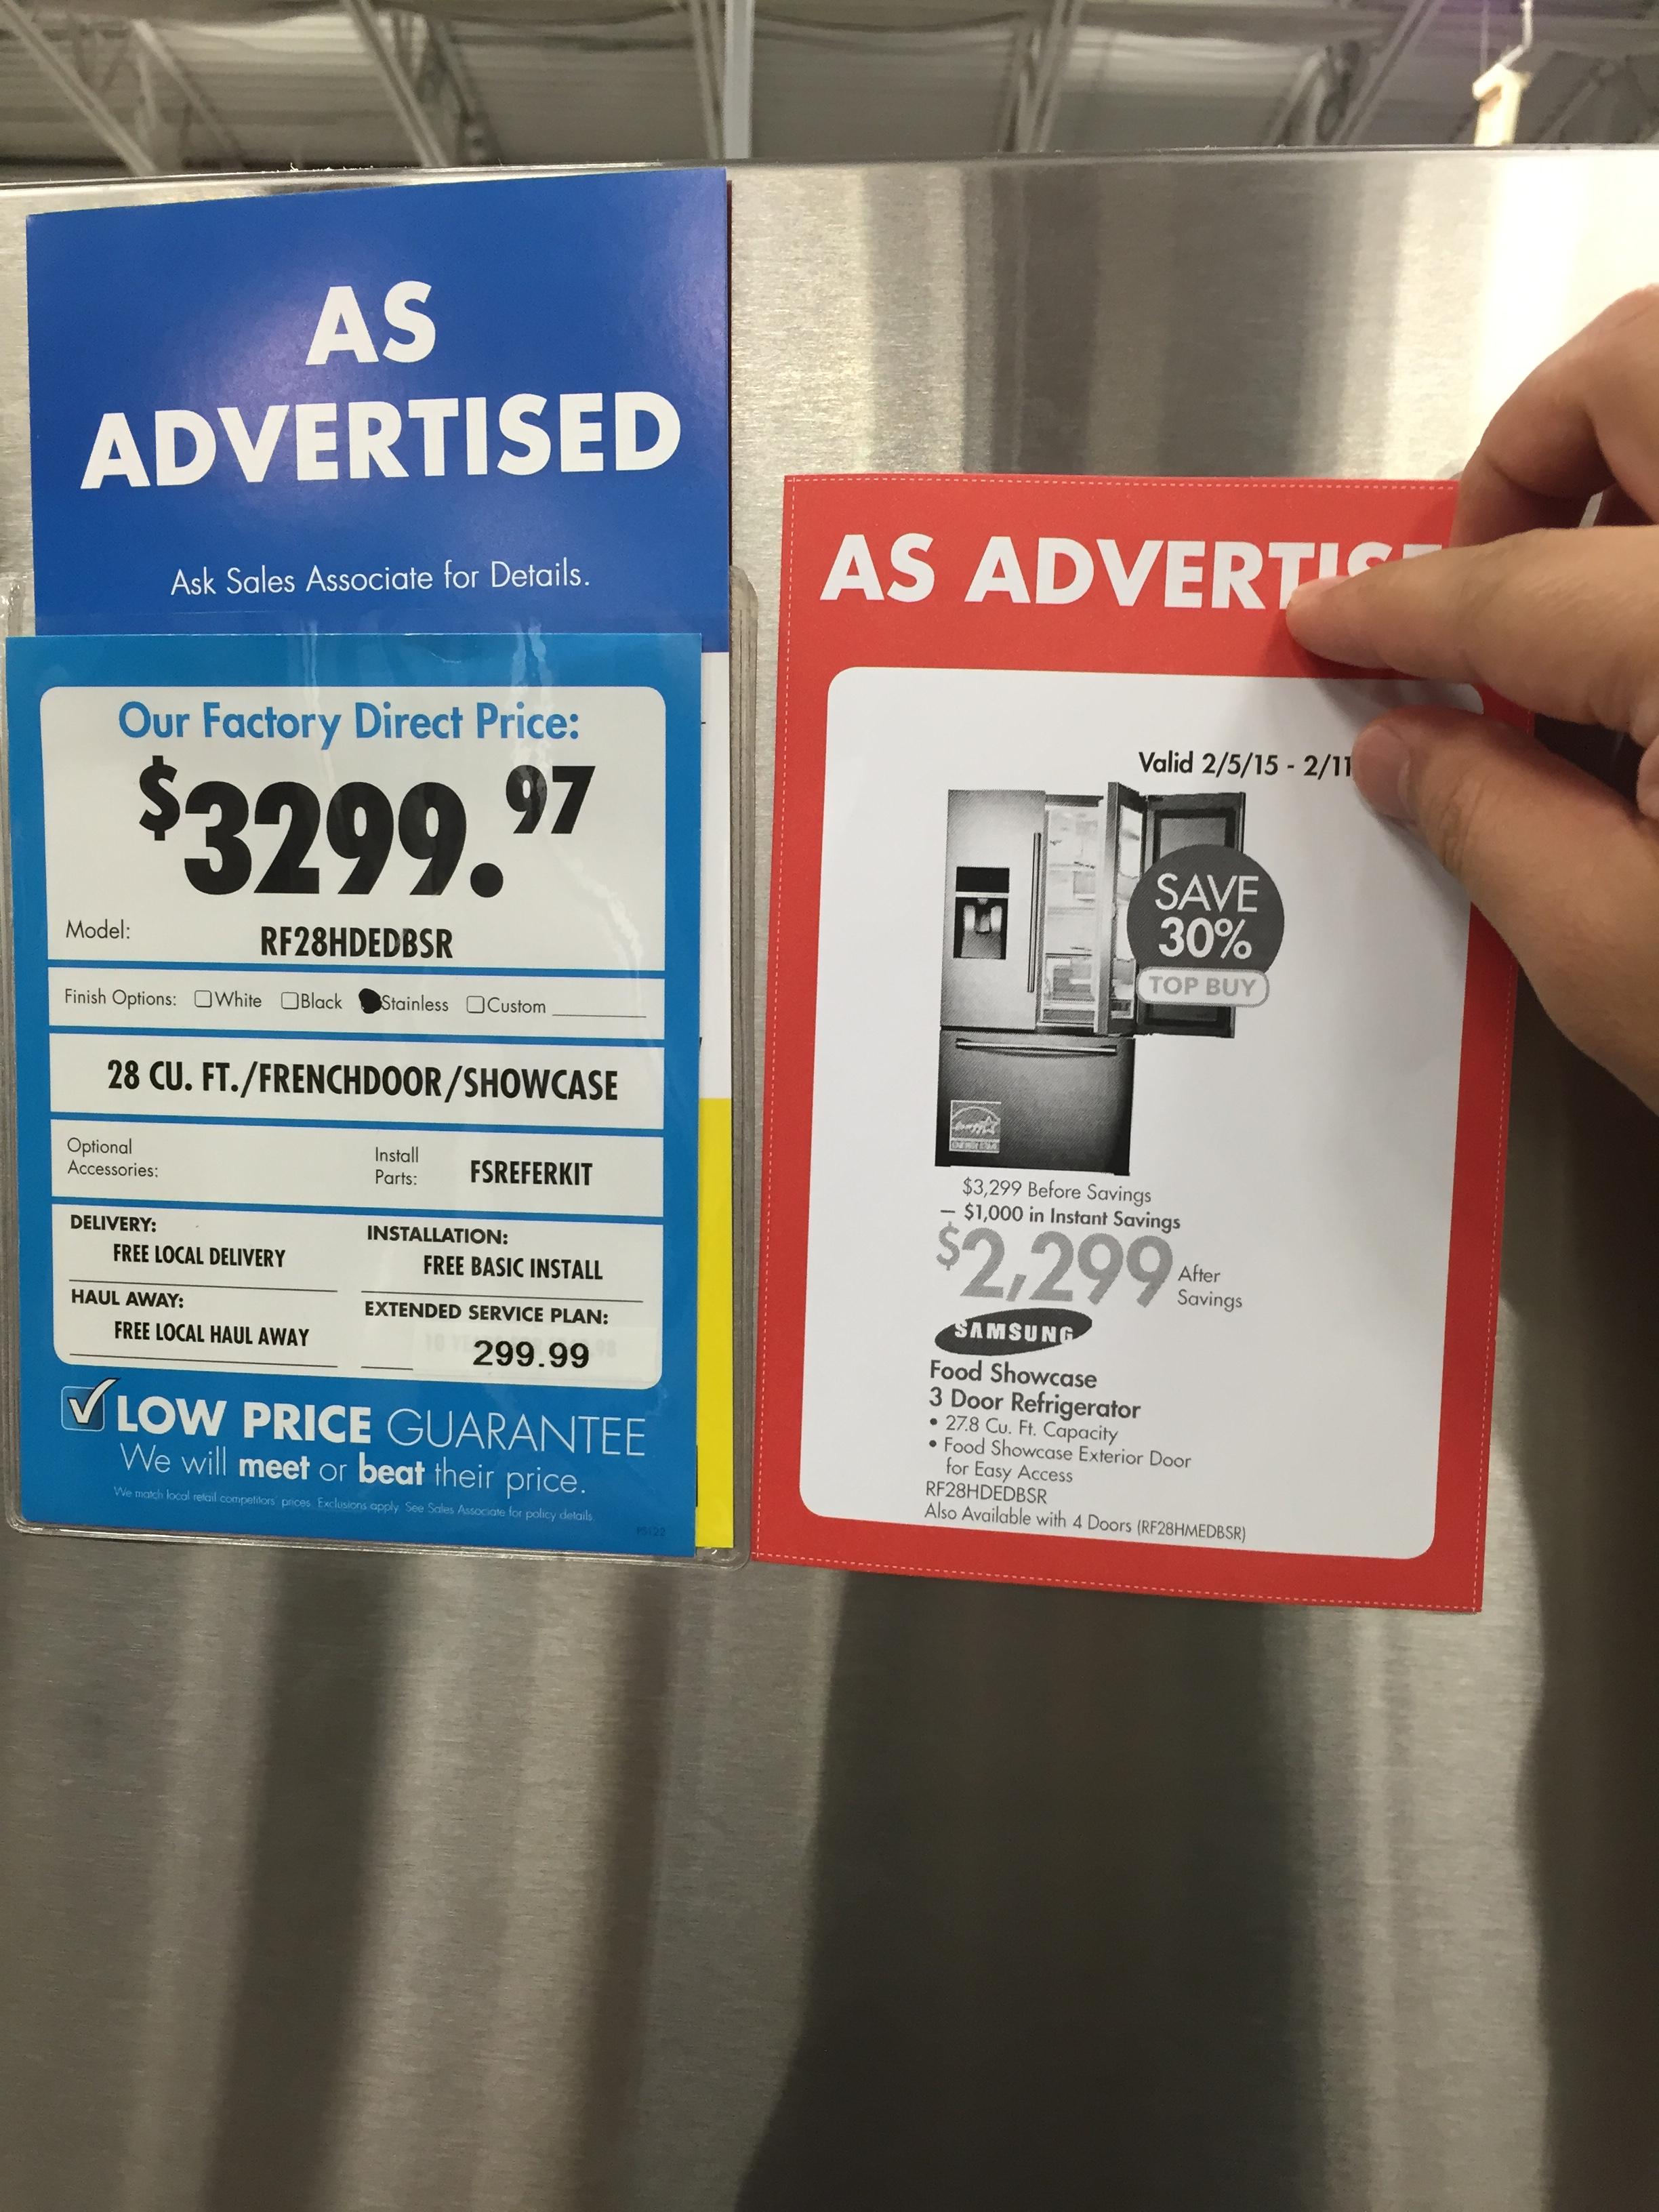 AS
ADVERTISED
Ask Sales Associate for Details.
Our Factory Direct Price:
$3299.97
Model: RF28HDEDBSR
Finish Options: White Black Stainless Custom
28 CU. FT./FRENCHDOOR/SHOWCASE
Optional
Accessories:
Install
Parts: FSREFERKIT
DELIVERY:
FREE LOCAL DELIVERY
INSTALLATION:
FREE BASIC INSTALL
HAUL AWAY:
FREE LOCAL HAUL AWAY
EXTENDED SERVICE PLAN:
299.99
LOW PRICE GUARANTEE
We will meet or beat their price.
We match local retail competitors' prices. Exclusions apply. See Sales Associate for policy details.
AS ADVERTISE
Valid 2/5/15 - 2/11
SAVE
30%
TOP BUY
$3,299 Before Savings
– $1,000 in Instant Savings
$2,299 After
Savings
SAMSUNG
Food Showcase
3 Door Refrigerator
• 27.8 Cu. Ft. Capacity
• Food Showcase Exterior Door
for Easy Access
RF28HDEDBSR
Also Available with 4 Doors (RF28HMEDBSR)